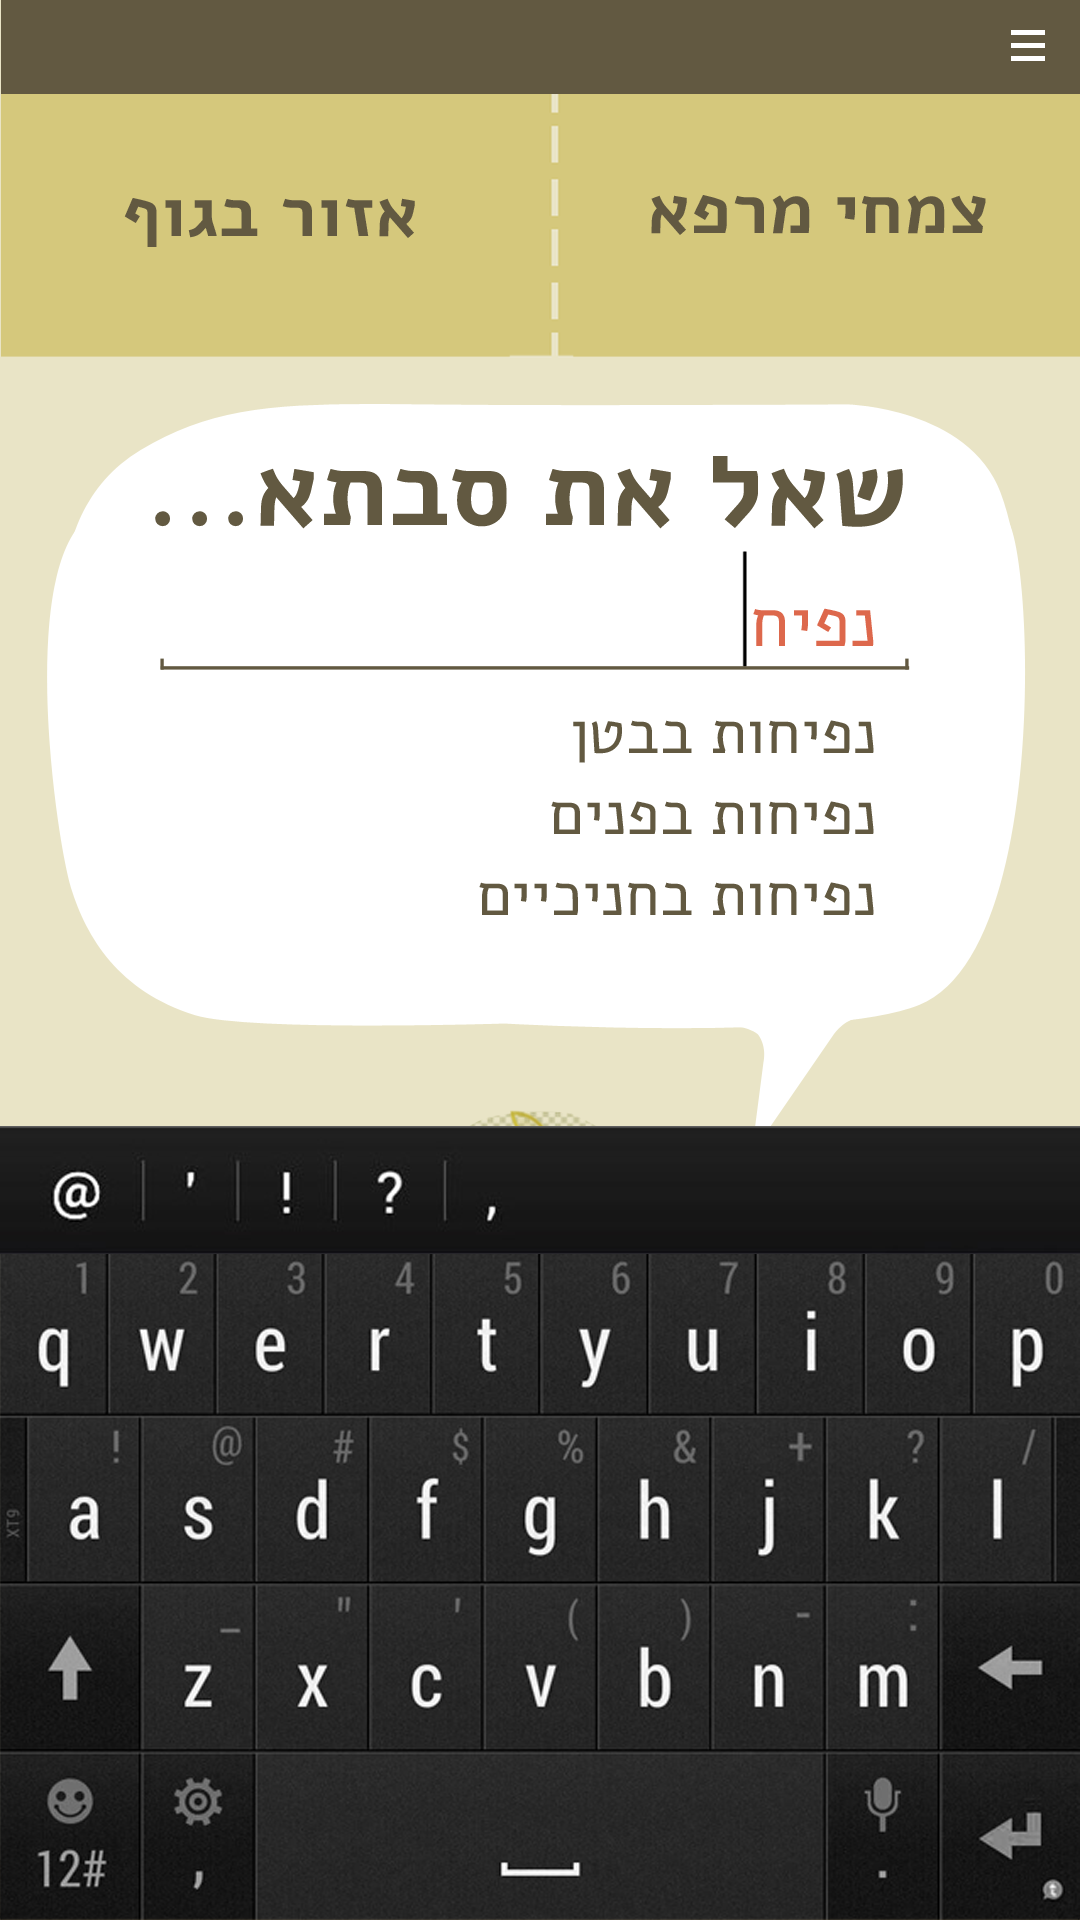 צמחי מרפא
אזור בגוף
שאל את סבתא...
נפיח
נפיחות בבטן
נפיחות בפנים
נפיחות בחניכיים
@ ' ! ? ,
1 2 3 4 5 6 7 8 9 0
q w e r t y u i o p
! @ # $ % & + ? /
XT9 a s d f g h j k l
_ " ' ( ) - :
z x c v b n m
12# , .